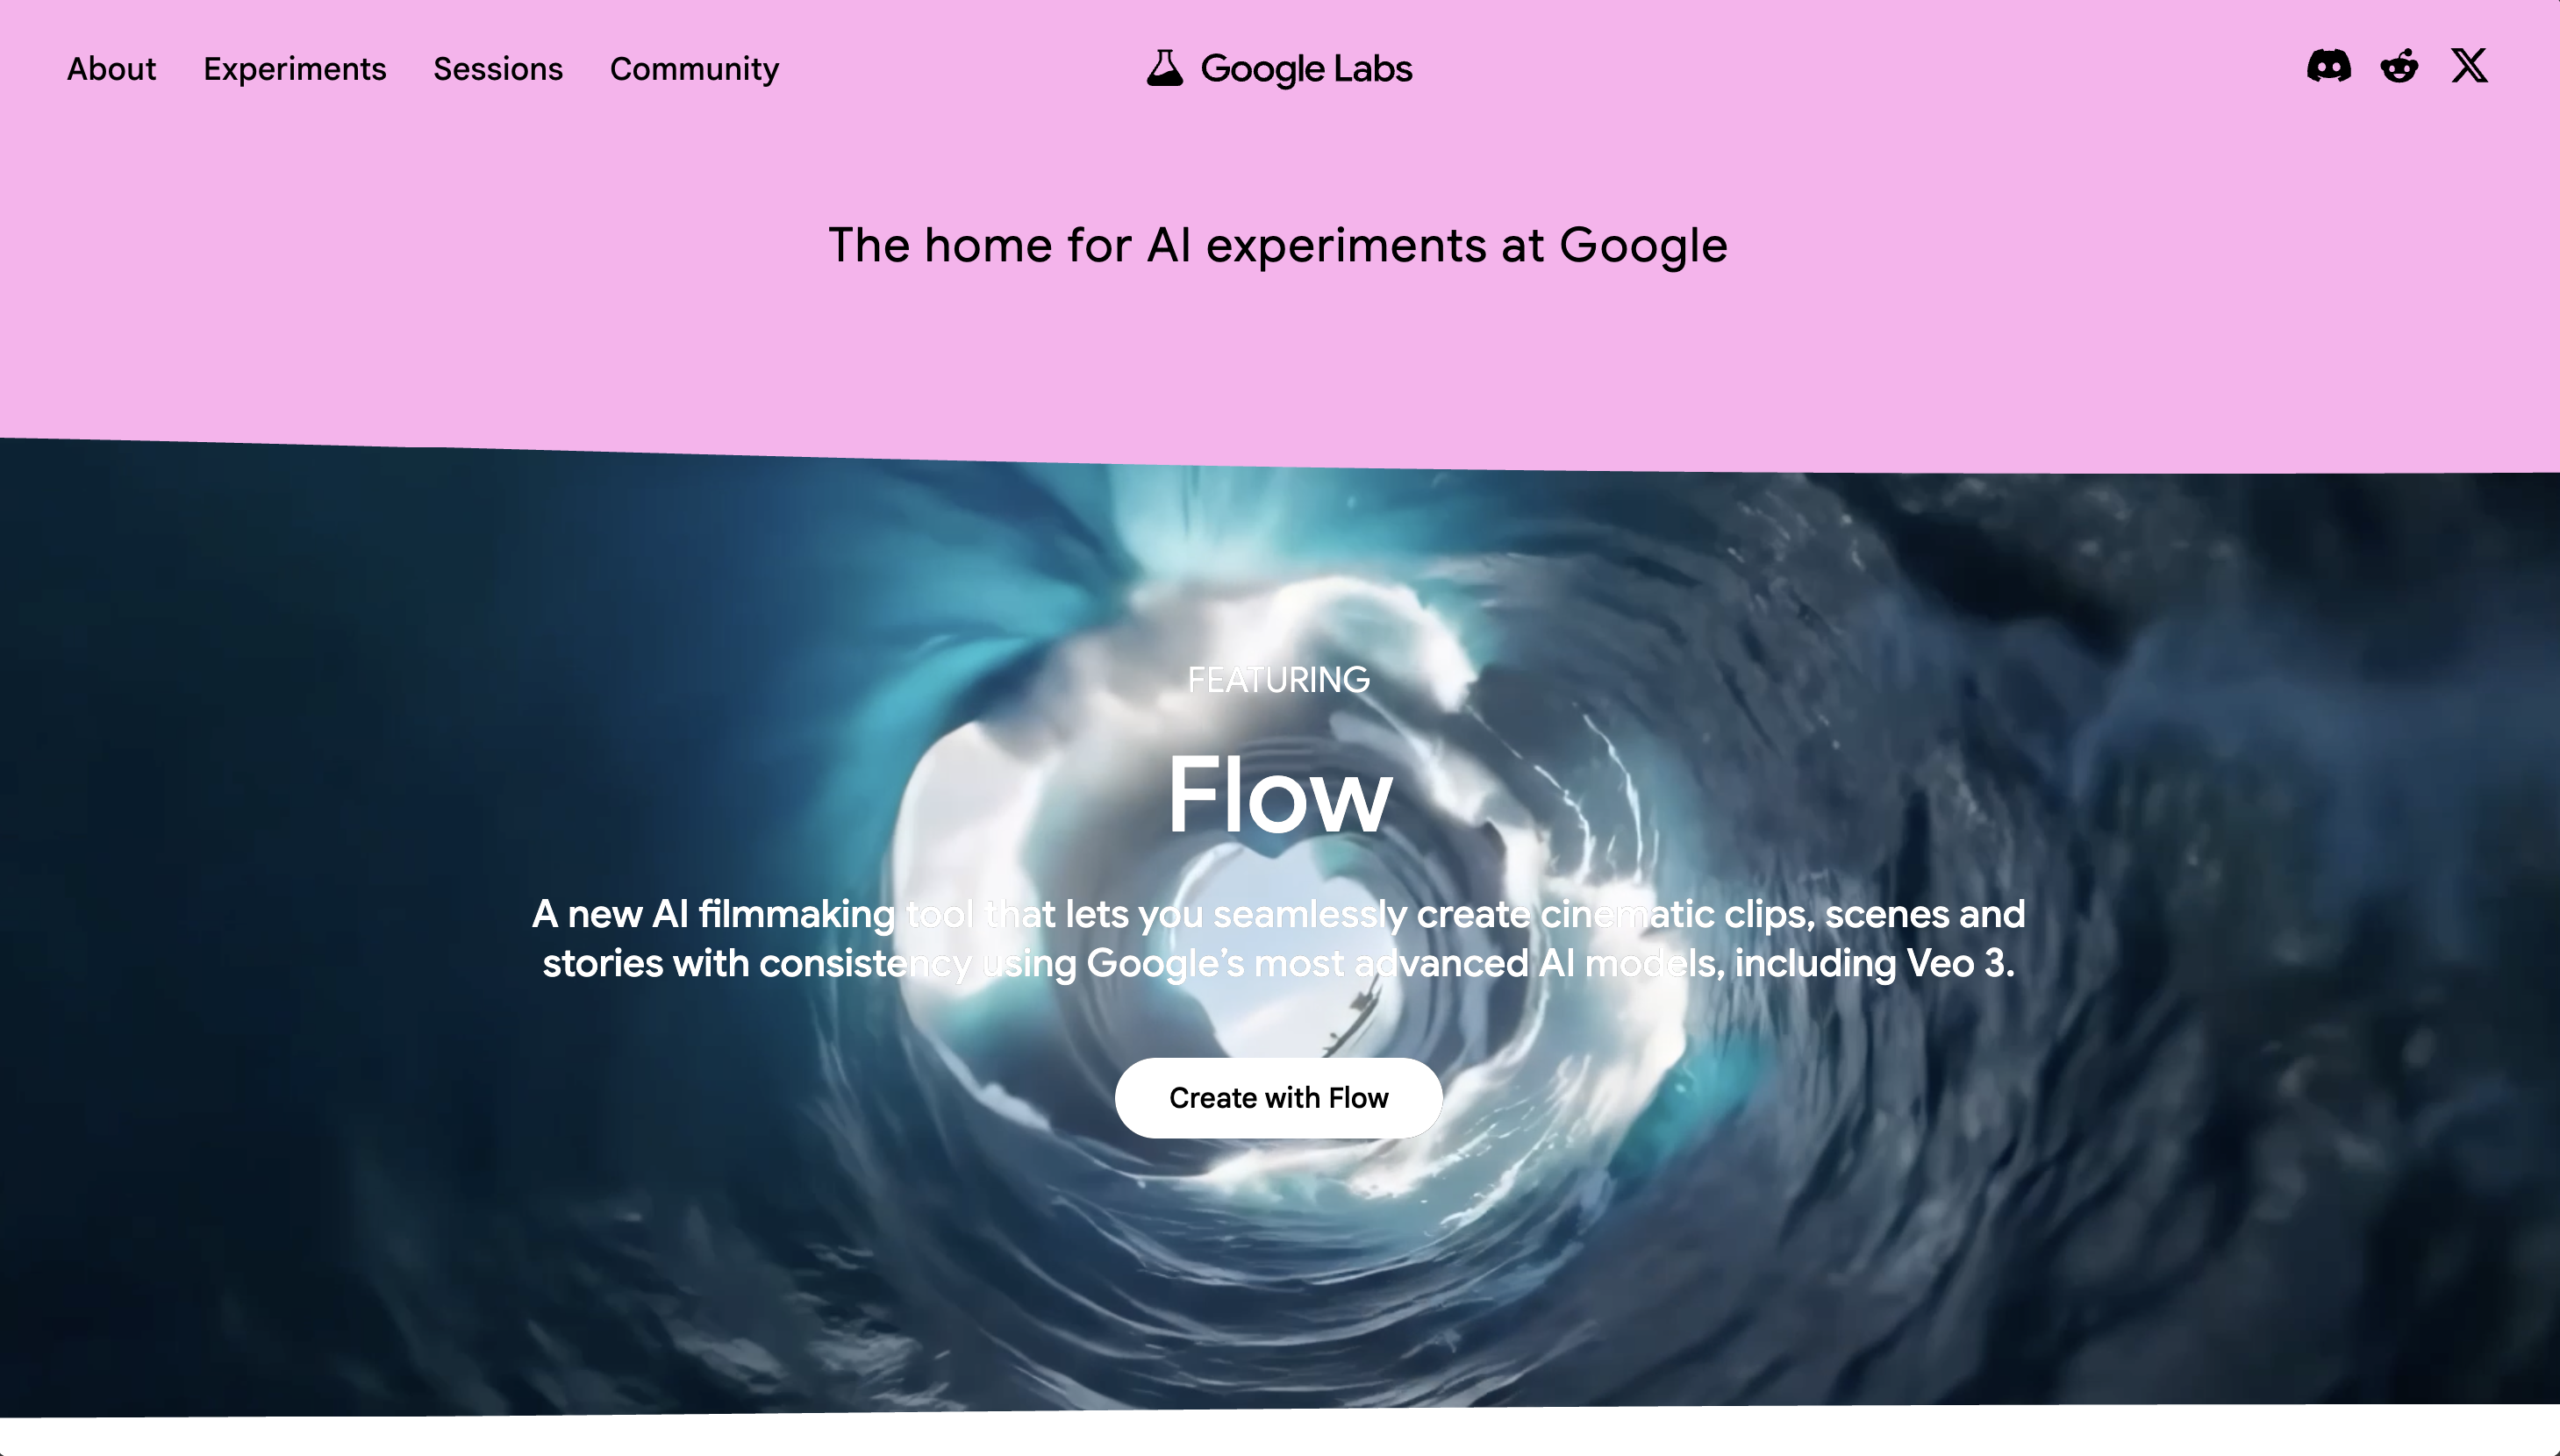 About Experiments Sessions Community Google Labs
The home for AI experiments at Google
FEATURING
Flow
A new AI filmmaking tool that lets you seamlessly create cinematic clips, scenes and
stories with consistency using Google’s most advanced AI models, including Veo 3.
Create with Flow